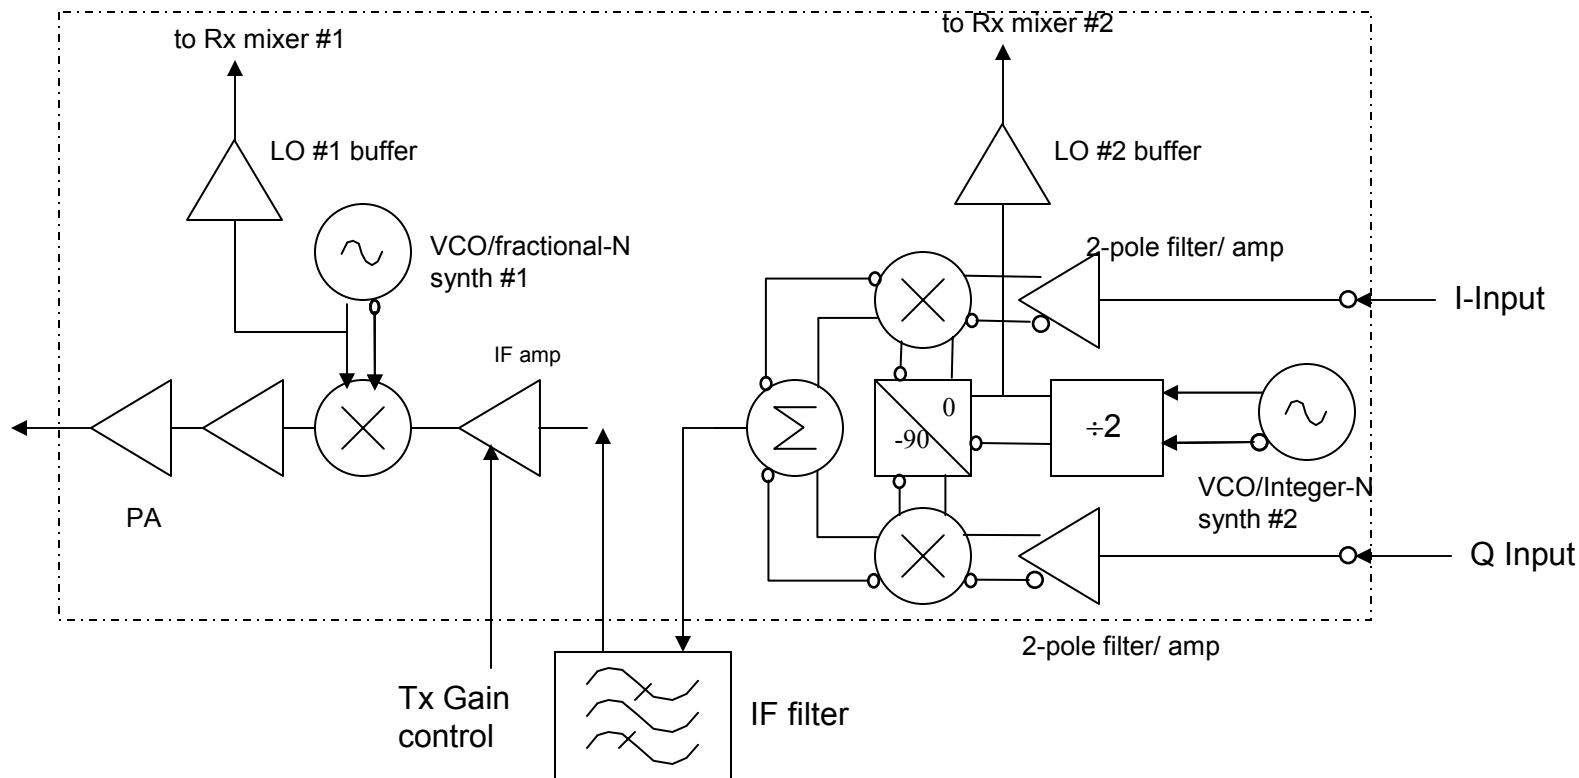 to Rx mixer #1
to Rx mixer #2
LO #1 buffer
LO #2 buffer
VCO/fractional-N
synth #1
2-pole filter/ amp
I-Input
IF amp
Σ
0
-90
÷2
VCO/Integer-N
synth #2
PA
Q Input
2-pole filter/ amp
Tx Gain
control
IF filter